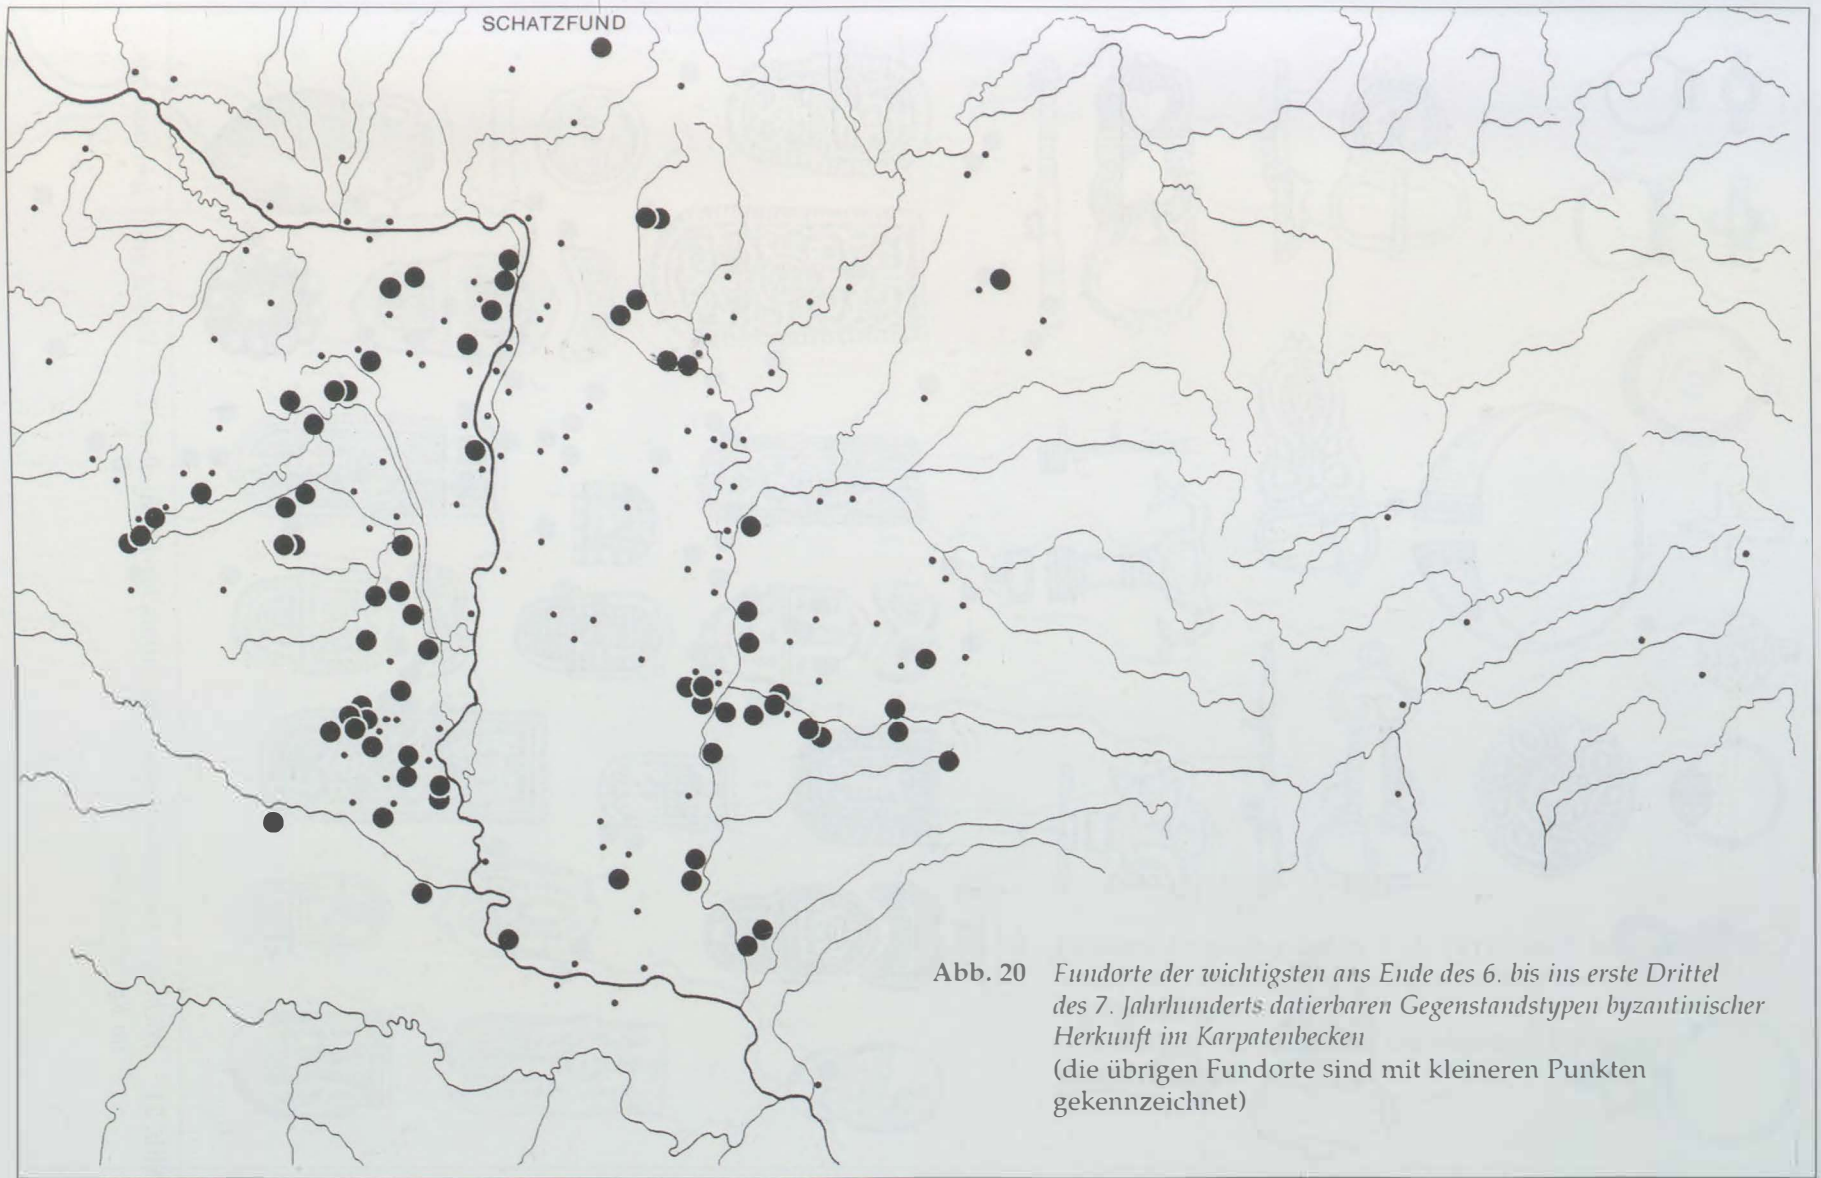 SCHATZFUND
Abb. 20 Fundorte der wichtigsten ans Ende des 6. bis ins erste Drittel
des 7. Jahrhunderts datierbaren Gegenstandstypen byzantinischer
Herkunft im Karpatenbecken
(die übrigen Fundorte sind mit kleineren Punkten
gekennzeichnet)